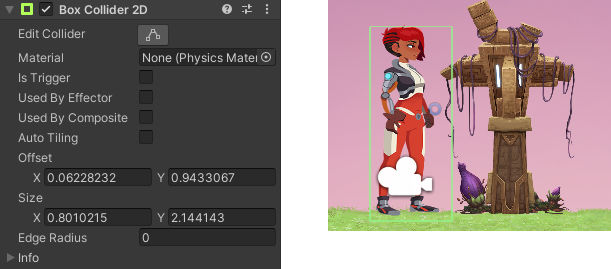 Box Collider 2D
Edit Collider
Material None (Physics Mater
Is Trigger
Used By Effector
Used By Composite
Auto Tiling
Offset
X 0.06228232 Y 0.9433067
Size
X 0.8010215 Y 2.144143
Edge Radius 0
Info